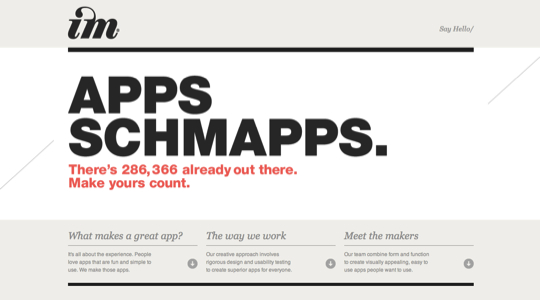 im
Say Hello/
APPS
SCHMAPPS.
There's 286,366 already out there.
Make yours count.
What makes a great app?
The way we work
Meet the makers
It's all about the experience. People
love apps that are fun and simple to
use. We make those apps.
Our creative approach involves
rigorous design and usability testing
to create superior apps for everyone.
Our team combine form and function
to create visually appealing, easy to
use apps people want to use.